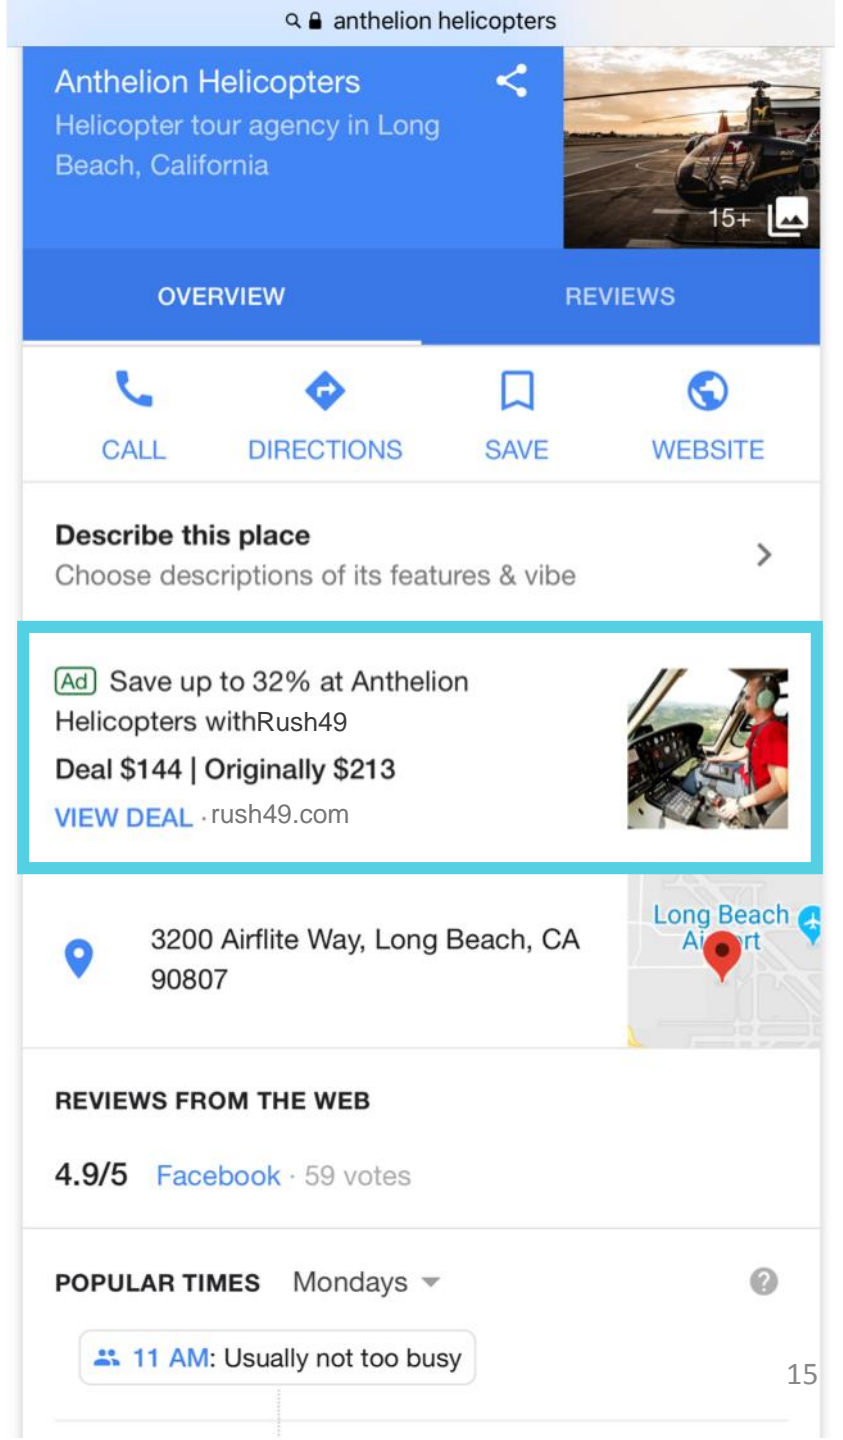 anthelion helicopters
Anthelion Helicopters
Helicopter tour agency in Long
Beach, California
15+
OVERVIEW
REVIEWS
CALL
DIRECTIONS
SAVE
WEBSITE
Describe this place
Choose descriptions of its features & vibe
Ad Save up to 32% at Anthelion
Helicopters withRush49
Deal $144 | Originally $213
VIEW DEAL · rush49.com
3200 Airflite Way, Long Beach, CA
90807
Long Beach
REVIEWS FROM THE WEB
4.9/5 Facebook · 59 votes
POPULAR TIMES Mondays
11 AM: Usually not too busy
15